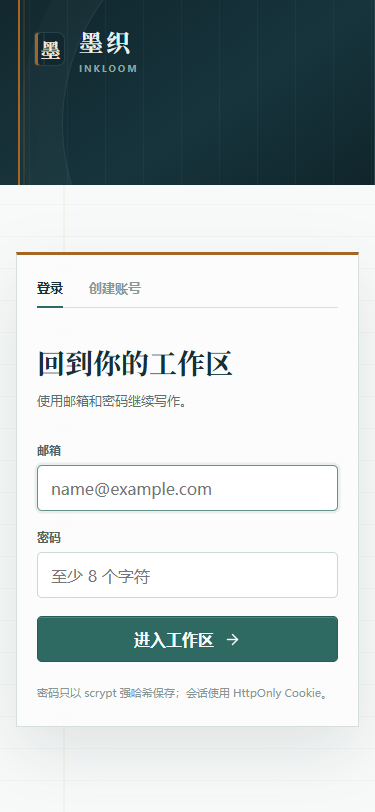 墨
墨织
INKLOOM
登录 创建账号
回到你的工作区
使用邮箱和密码继续写作。
邮箱
name@example.com
密码
至少 8 个字符
进入工作区 →
密码只以 scrypt 强哈希保存；会话使用 HttpOnly Cookie。